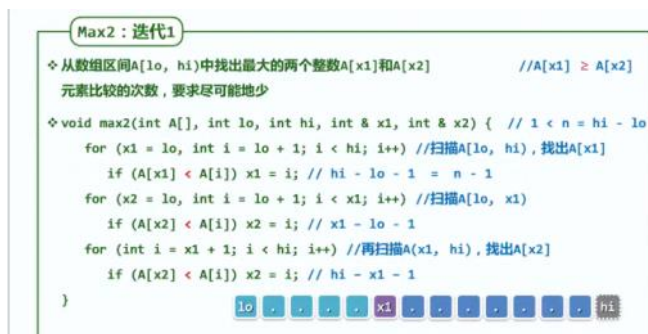 Max2：迭代1
❖ 从数组区间A[lo, hi)中找出最大的两个整数A[x1]和A[x2] //A[x1] ≥ A[x2]
元素比较的次数，要求尽可能地少
❖ void max2(int A[], int lo, int hi, int & x1, int & x2) { // 1 < n = hi - lo
for (x1 = lo, int i = lo + 1; i < hi; i++) //扫描A[lo, hi)，找出A[x1]
if (A[x1] < A[i]) x1 = i; // hi - lo - 1 = n - 1
for (x2 = lo, int i = lo + 1; i < x1; i++) //扫描A[lo, x1)
if (A[x2] < A[i]) x2 = i; // x1 - lo - 1
for (int i = x1 + 1; i < hi; i++) //再扫描A(x1, hi)，找出A[x2]
if (A[x2] < A[i]) x2 = i; // hi - x1 - 1
}
lo . . . . x1 . . . . . . . hi